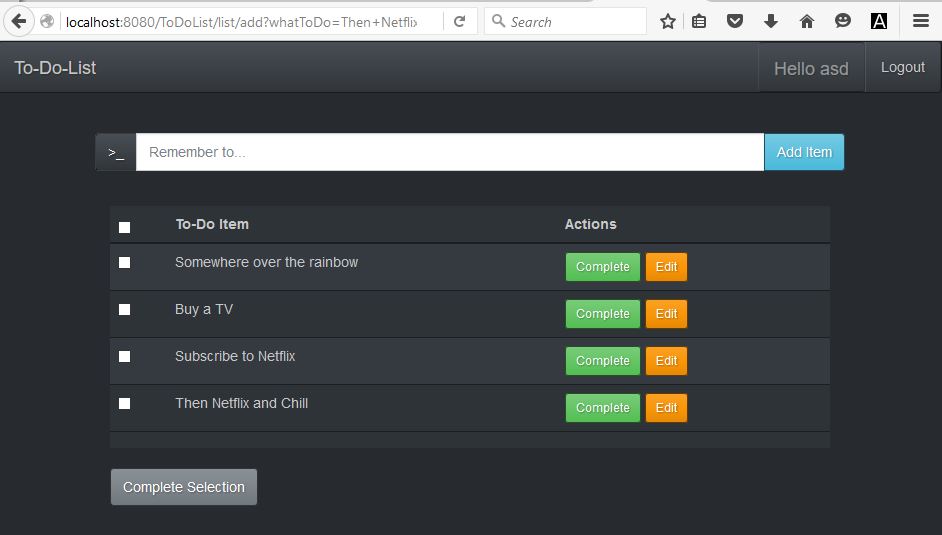 localhost:8080/ToDoList/list/add?whatToDo=Then+Netflix
Search
A
To-Do-List
Hello asd
Logout
>_
Remember to...
Add Item
To-Do Item Actions
Somewhere over the rainbow Complete Edit
Buy a TV Complete Edit
Subscribe to Netflix Complete Edit
Then Netflix and Chill Complete Edit
Complete Selection